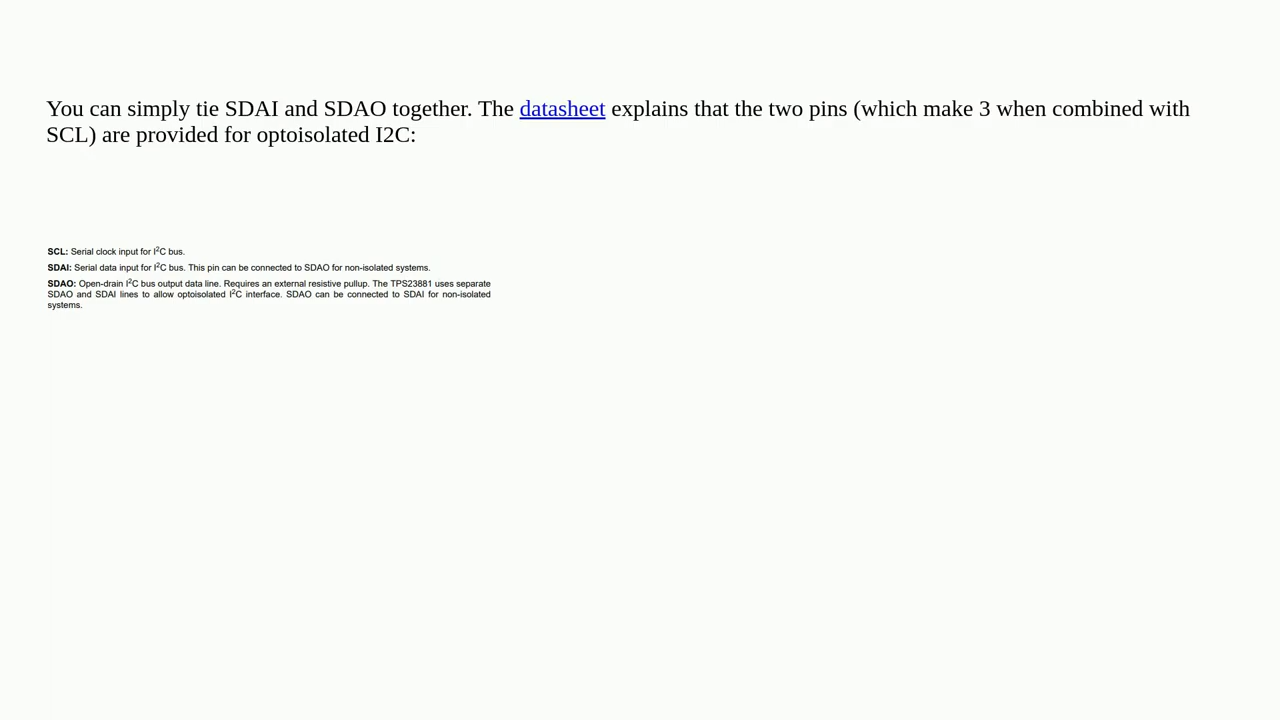 You can simply tie SDAI and SDAO together. The datasheet explains that the two pins (which make 3 when combined with
SCL) are provided for optoisolated I2C:
SCL: Serial clock input for I²C bus.
SDAI: Serial data input for I²C bus. This pin can be connected to SDAO for non-isolated systems.
SDAO: Open-drain I²C bus output data line. Requires an external resistive pullup. The TPS23881 uses separate
SDAO and SDAI lines to allow optoisolated I²C interface. SDAO can be connected to SDAI for non-isolated
systems.